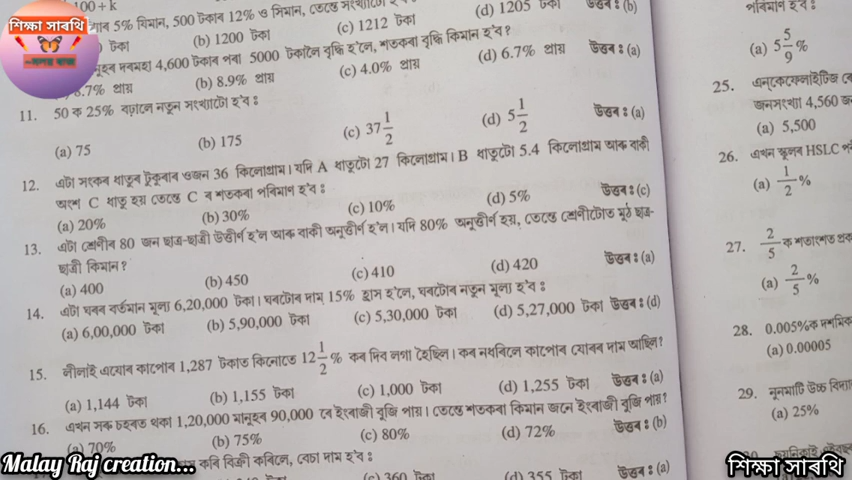 100 + k
5% যিমান, 500 টকাৰ 12% ও সিমান, তেন্তে
টকা (b) 1200 টকা (c) 1212 টকা (d) 1205 টকা উত্তৰ : (b)
দৰমহা 4,600 টকাৰ পৰা 5000 টকালৈ বৃদ্ধি হ'লে, শতকৰা বৃদ্ধি কিমান হ'ব ?
8.7% প্ৰায় (b) 8.9% প্ৰায় (c) 4.0% প্ৰায় (d) 6.7% প্ৰায় উত্তৰ : (a)
11. 50 ক 25% বঢ়ালে নতুন সংখ্যাটো হ'ব :
(a) 75 (b) 175 (c) 37 1/2 (d) 5 1/2 উত্তৰ : (a)
12. এটা সংকৰ ধাতুৰ টুকুৰাৰ ওজন 36 কিলোগ্ৰাম। যদি A ধাতুটো 27 কিলোগ্ৰাম। B ধাতুটো 5.4 কিলোগ্ৰাম আৰু বাকী
অংশ C ধাতু হয় তেন্তে C ৰ শতকৰা পৰিমাণ হ'ব :
(a) 20% (b) 30% (c) 10% (d) 5% উত্তৰ : (c)
13. এটা শ্ৰেণীৰ 80 জন ছাত্ৰ-ছাত্ৰী উত্তীৰ্ণ হ'ল আৰু বাকী অনুত্তীৰ্ণ হ'ল। যদি 80% অনুত্তীৰ্ণ হয়, তেন্তে শ্ৰেণীটোত মুঠ ছাত্ৰ-
ছাত্ৰী কিমান ?
(a) 400 (b) 450 (c) 410 (d) 420 উত্তৰ : (a)
14. এটা ঘৰৰ বৰ্তমান মূল্য 6,20,000 টকা। ঘৰটোৰ দাম 15% হ্ৰাস হ'লে, ঘৰটোৰ নতুন মূল্য হ'ব :
(a) 6,00,000 টকা (b) 5,90,000 টকা (c) 5,30,000 টকা (d) 5,27,000 টকা উত্তৰ : (d)
15. লীলাই এযোৰ কাপোৰ 1,287 টকাত কিনোতে 12 1/2 % কৰ দিব লগা হৈছিল। কৰ নধৰিলে কাপোৰ যোৰৰ দাম আছিল?
(a) 1,144 টকা (b) 1,155 টকা (c) 1,000 টকা (d) 1,255 টকা উত্তৰ : (a)
16. এখন সৰু চহৰত থকা 1,20,000 মানুহৰ 90,000 ৰে ইংৰাজী বুজি পায়। তেন্তে শতকৰা কিমান জনে ইংৰাজী বুজি পায়?
(a) 70% (b) 75% (c) 80% (d) 72% উত্তৰ : (b)
কৰি বিক্ৰী কৰিলে, বেচা দাম হ'ব :
(c) 360 টকা (d) 355 টকা উত্তৰ : (a)
পৰিমাণ হ'ব :
(a) 5 5/9 %
25.
জনসংখ্যা 4,560
(a) 5,500
26. এখন স্কুলৰ HSLC
(a) 1/2 %
27. 2/5 ক শতাংশত
(a) 2/5 %
28. 0.005%ক দশমিক
(a) 0.00005
29. নুনমাটি উচ্চ
(a) 25%
শিক্ষা সাৰথি
Malay Raj creation...
শিক্ষা সাৰথি